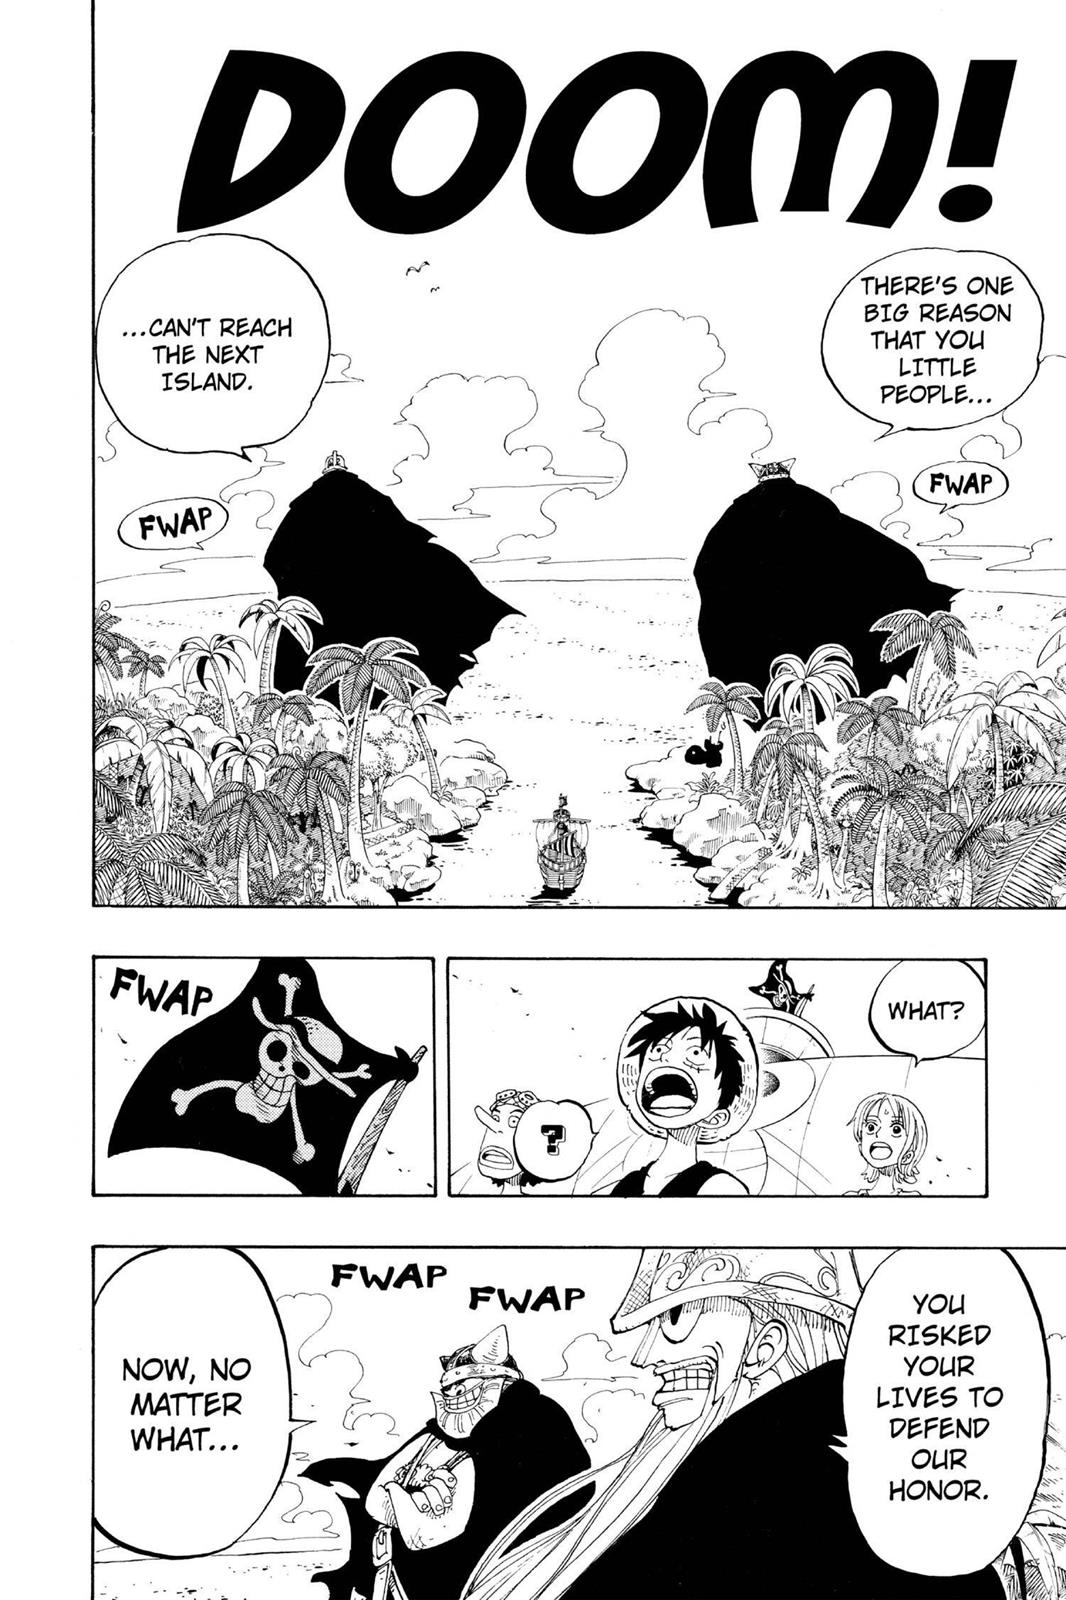 DOOM!
THERE'S ONE
BIG REASON
THAT YOU
LITTLE
PEOPLE...
FWAP
...CAN'T REACH
THE NEXT
ISLAND.
FWAP
WHAT?
?
FWAP
YOU
RISKED
YOUR
LIVES TO
DEFEND
OUR
HONOR.
FWAP
FWAP
NOW, NO
MATTER
WHAT...